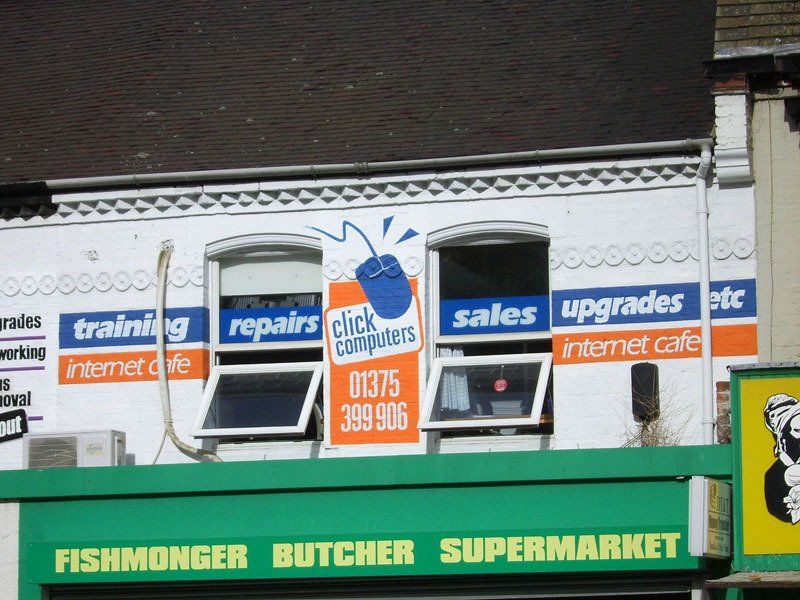 grades
working
us
noval
out
training
internet cafe
repairs
click
computers
01375
399 906
sales
upgrades etc
internet cafe
FISHMONGER BUTCHER SUPERMARKET